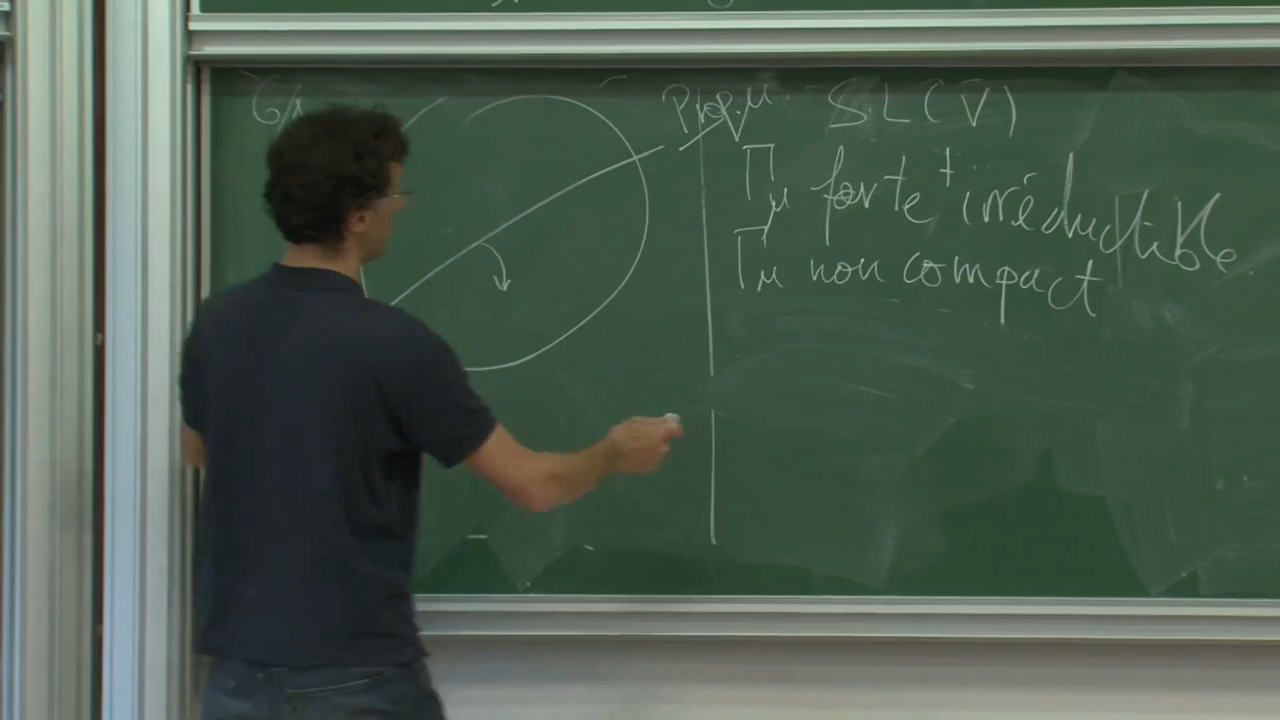 G/
Prop. μ SL(V)
Γμ forte^t irréductible
Γμ non compact